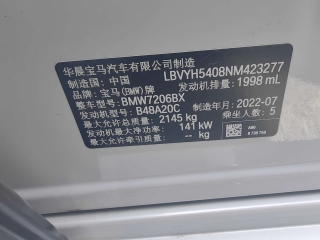 华晨宝马汽车有限公司制造
制造国：中国 LBVYH5408NM423277
品牌：宝马(BMW)牌 发动机排量：1998 mL
整车型号：BMW7206BX
发动机型号：B48A20C 制造年月：2022-07
最大允许总质量：2145 kg 乘坐人数：5
发动机最大净功率：141 kW
最大允许牵引质量：- kg